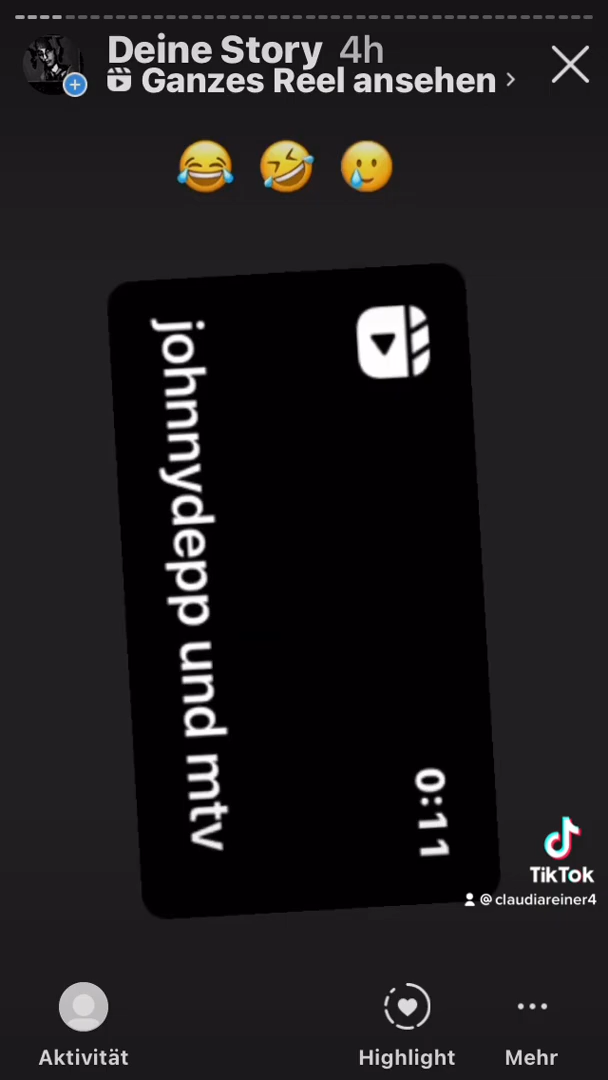 Deine Story 4h
Ganzes Reel ansehen
johnnydepp und mtv
0:11
TikTok
@claudiareiner4
Aktivität
Highlight
Mehr